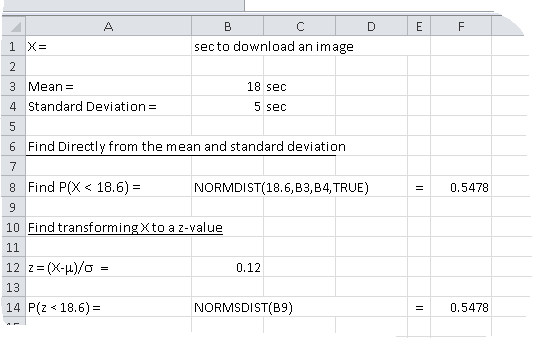 A B C D E F
1 X = sec to download an image
2
3 Mean = 18 sec
4 Standard Deviation = 5 sec
5
6 Find Directly from the mean and standard deviation
7
8 Find P(X < 18.6) = NORMDIST(18.6,B3,B4,TRUE) = 0.5478
9
10 Find transforming X to a z-value
11
12 z = (X-μ)/σ = 0.12
13
14 P(z < 18.6) = NORMSDIST(B9) = 0.5478